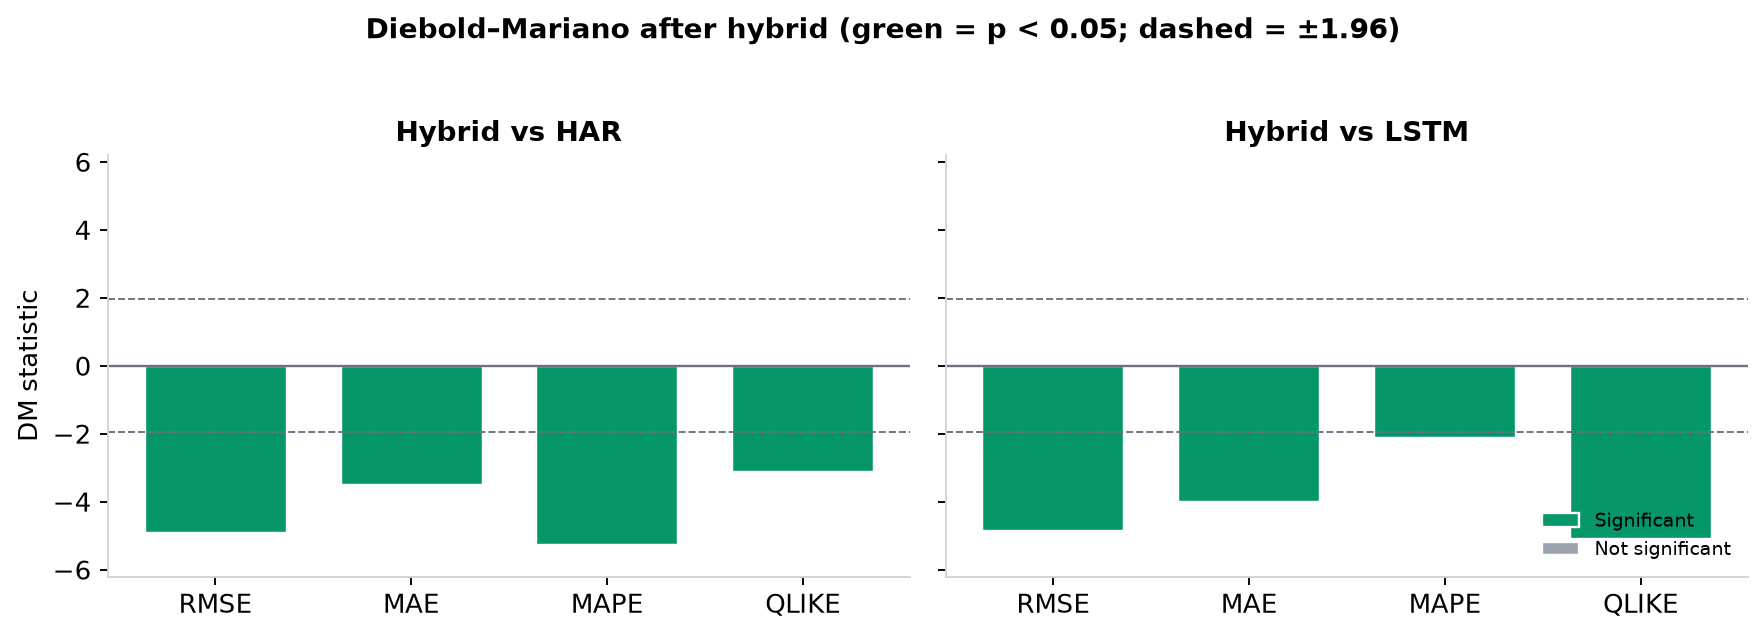 Diebold–Mariano after hybrid (green = p < 0.05; dashed = ±1.96)
Hybrid vs HAR
DM statistic
6
4
2
0
−2
−4
−6
RMSE MAE MAPE QLIKE
Hybrid vs LSTM
Significant
Not significant
RMSE MAE MAPE QLIKE